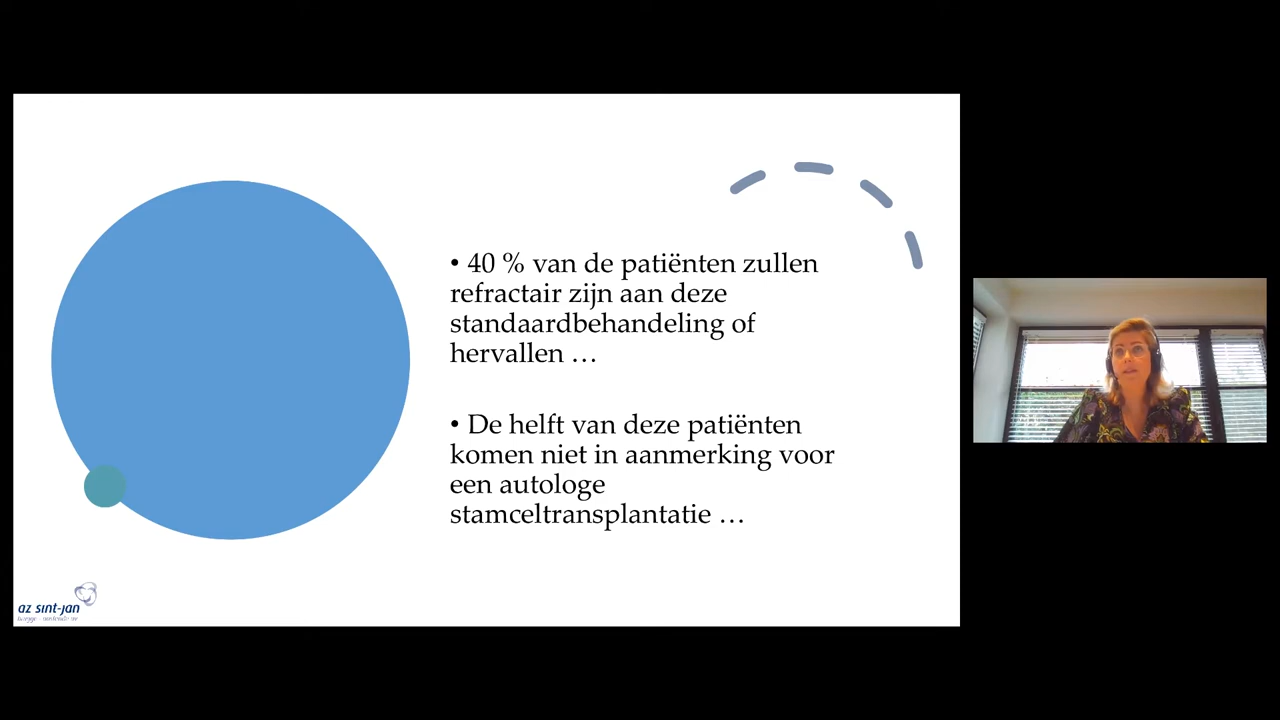 • 40 % van de patiënten zullen
refractair zijn aan deze
standaardbehandeling of
hervallen …
• De helft van deze patiënten
komen niet in aanmerking voor
een autologe
stamceltransplantatie …
az sint-jan